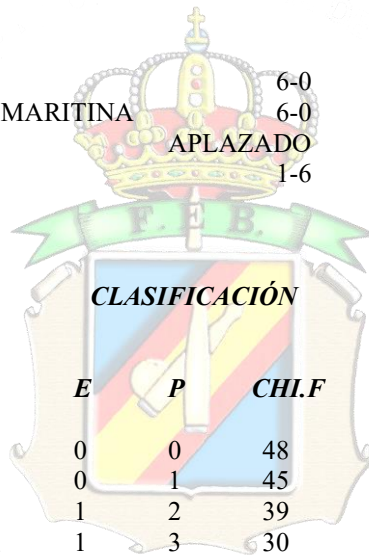 6-0
MARITINA 6-0
APLAZADO
1-6
F. E. B.
CLASIFICACIÓN
E P CHI.F
0 0 48
0 1 45
1 2 39
1 3 30